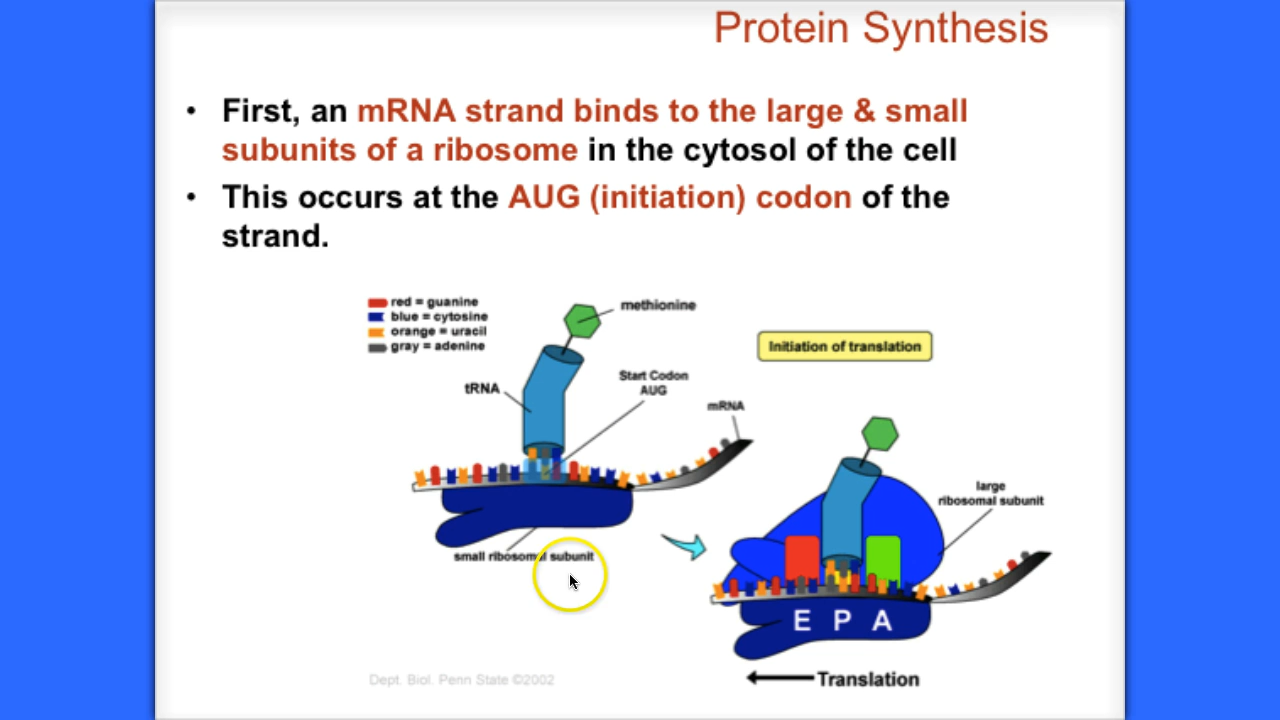 Protein Synthesis
• First, an mRNA strand binds to the large & small
subunits of a ribosome in the cytosol of the cell
• This occurs at the AUG (initiation) codon of the
strand.
red = guanine
blue = cytosine
orange = uracil
gray = adenine
methionine
Initiation of translation
tRNA
Start Codon
AUG
mRNA
large
ribosomal subunit
small ribosomal subunit
E P A
Dept. Biol. Penn State ©2002
Translation